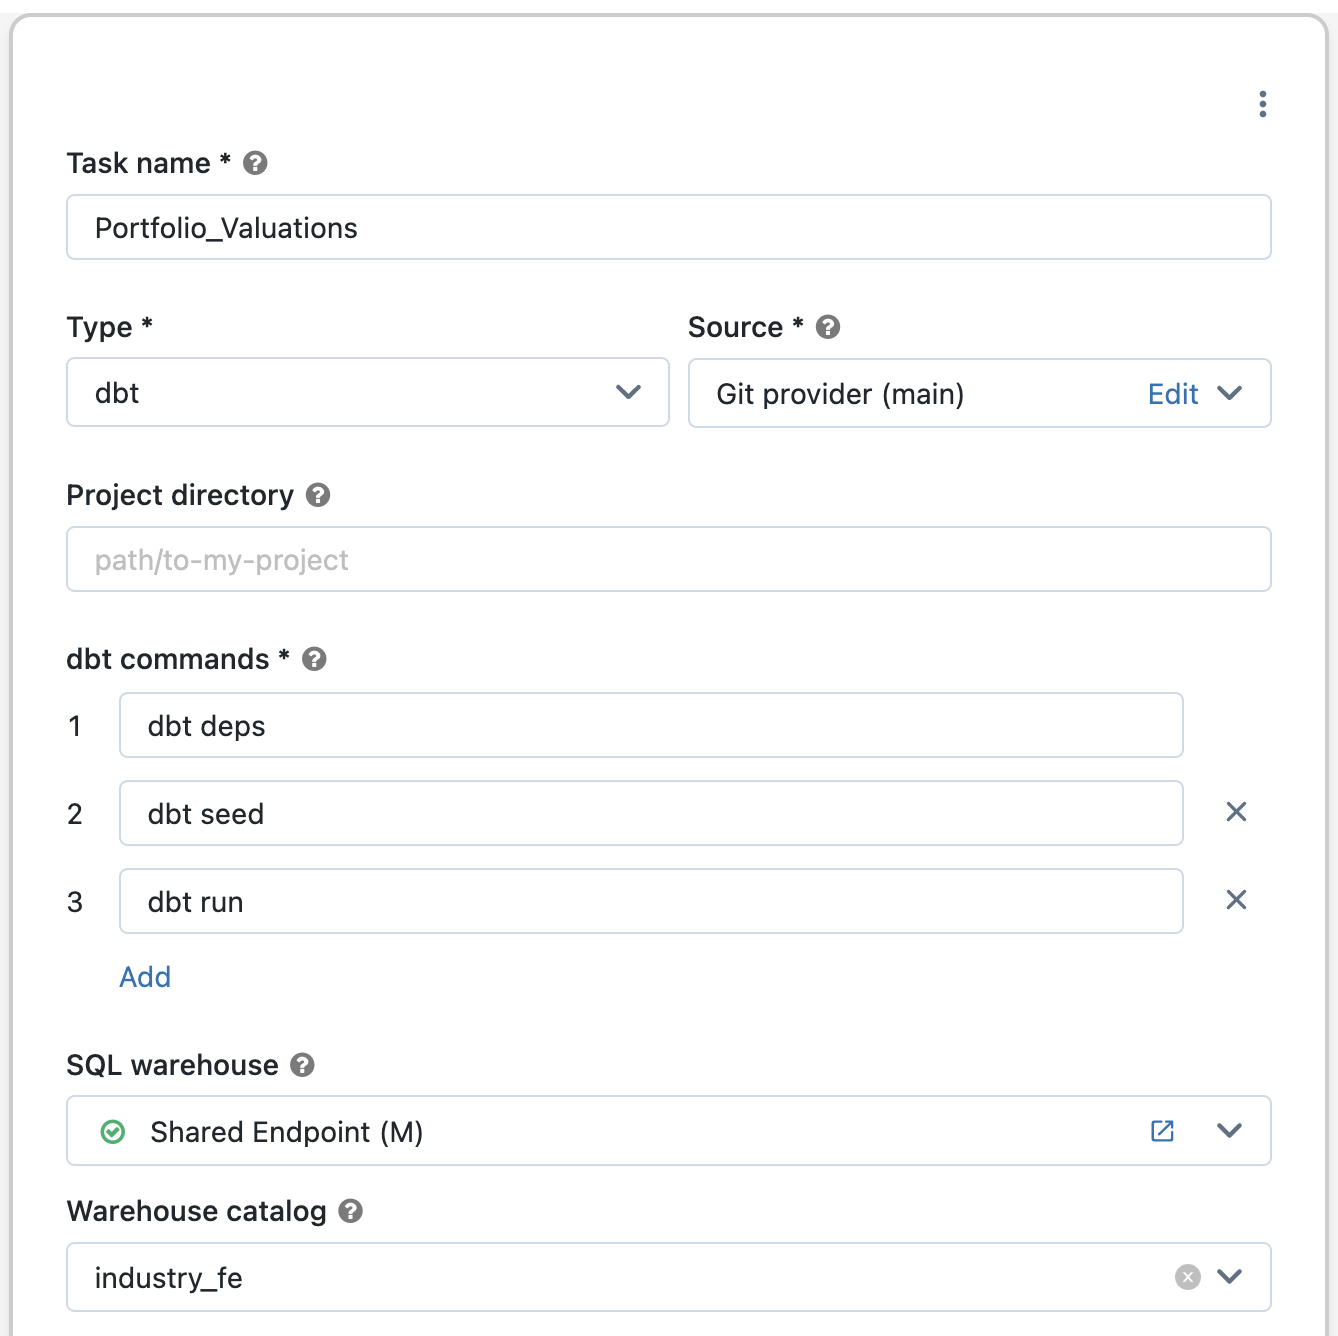 Task name * ?
Portfolio_Valuations
Type *
Source * ?
dbt
Git provider (main) Edit
Project directory ?
path/to-my-project
dbt commands * ?
1 dbt deps
2 dbt seed
3 dbt run
Add
SQL warehouse ?
Shared Endpoint (M)
Warehouse catalog ?
industry_fe